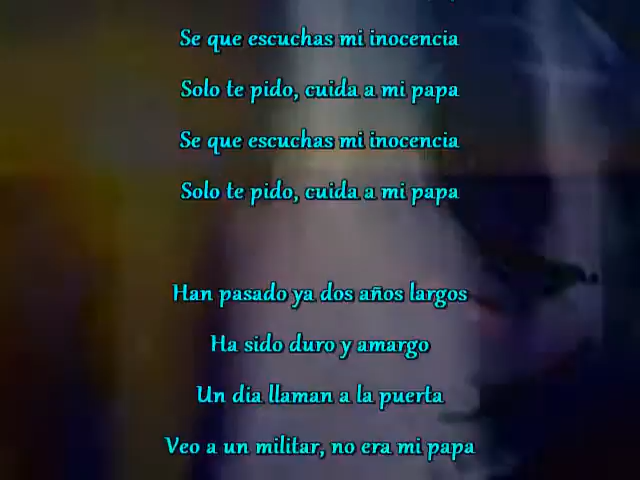 Se que escuchas mi inocencia
Solo te pido, cuida a mi papa
Se que escuchas mi inocencia
Solo te pido, cuida a mi papa
Han pasado ya dos años largos
Ha sido duro y amargo
Un dia llaman a la puerta
Veo a un militar, no era mi papa